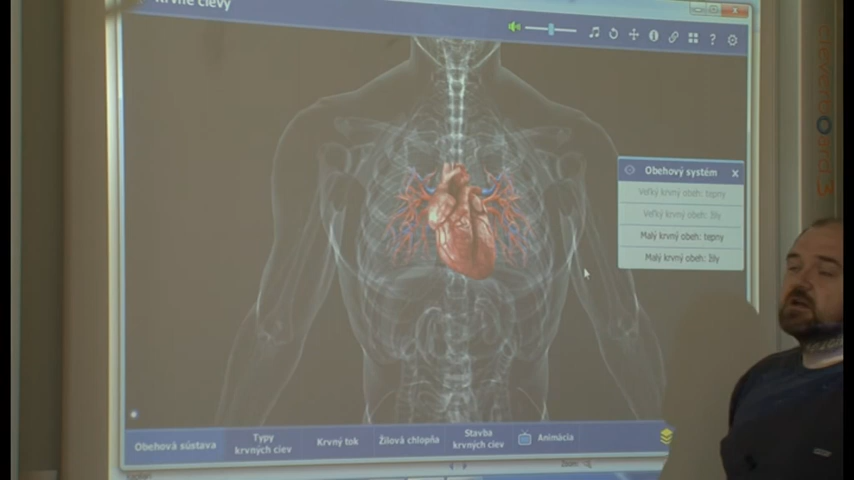 Krvné cievy
Obehový systém
Veľký krvný obeh: tepny
Veľký krvný obeh: žily
Malý krvný obeh: tepny
Malý krvný obeh: žily
Obehová sústava
Typy
krvných ciev
Krvný tok
Žilová chlopňa
Stavba
krvných ciev
Animácia
Zoom: